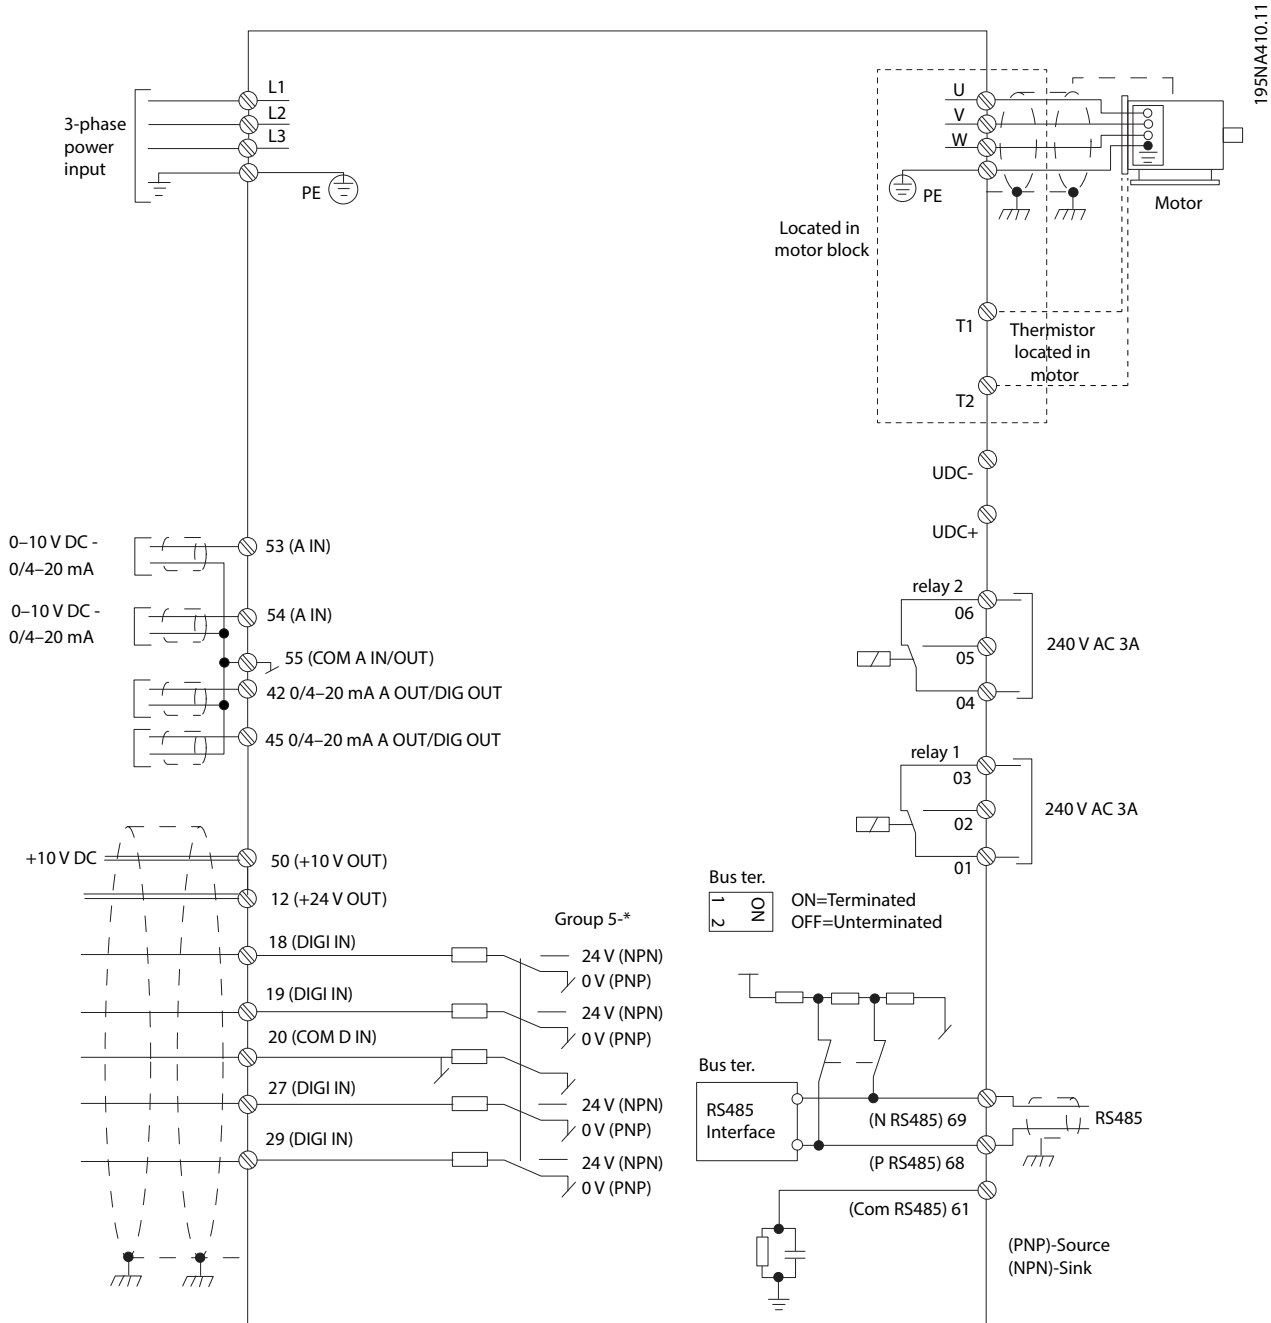 195NA410.11
3-phase
power
input
L1
L2
L3
PE
U
V
W
PE
Motor
Located in
motor block
T1
Thermistor
located in
motor
T2
UDC-
UDC+
0–10 V DC -
0/4–20 mA
53 (A IN)
0–10 V DC -
0/4–20 mA
54 (A IN)
55 (COM A IN/OUT)
42 0/4–20 mA A OUT/DIG OUT
45 0/4–20 mA A OUT/DIG OUT
relay 2
06
05
04
240 V AC 3A
relay 1
03
02
01
240 V AC 3A
+10 V DC
50 (+10 V OUT)
12 (+24 V OUT)
Group 5-*
18 (DIGI IN)
24 V (NPN)
0 V (PNP)
19 (DIGI IN)
24 V (NPN)
0 V (PNP)
20 (COM D IN)
27 (DIGI IN)
24 V (NPN)
0 V (PNP)
29 (DIGI IN)
24 V (NPN)
0 V (PNP)
Bus ter.
1 2
ON
ON=Terminated
OFF=Unterminated
Bus ter.
RS485
Interface
(N RS485) 69
RS485
(P RS485) 68
(Com RS485) 61
(PNP)-Source
(NPN)-Sink